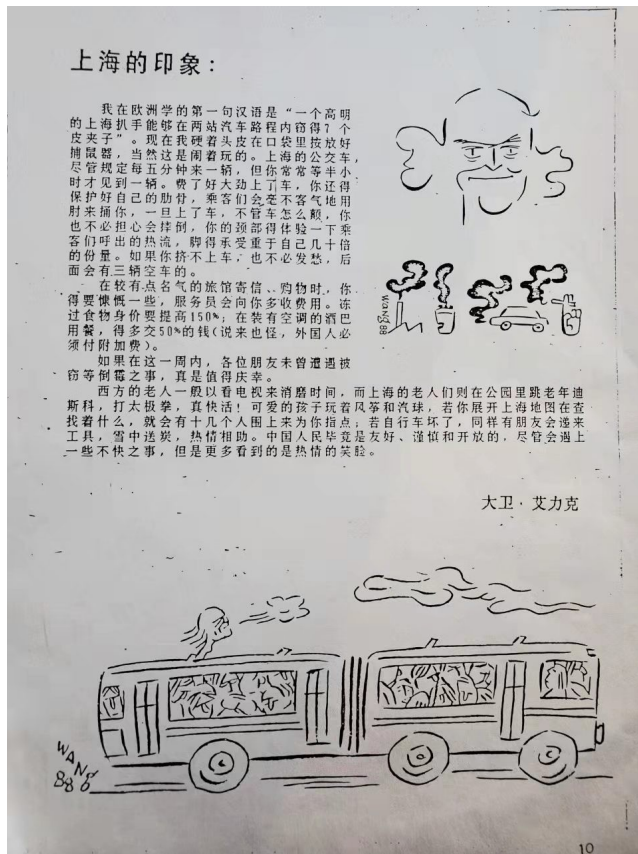 上海的印象：
我在欧洲学的第一句汉语是“一个高明
的上海扒手能够在两站汽车路程内窃得7个
皮夹子”。现在我硬着头皮在口袋里按放好
捕鼠器，当然这是闹着玩的。上海的公交车，
尽管规定每五分钟来一辆，但你常常等半小
时才见到一辆。费了好大劲上了车，你还得
保护好自己的肋骨，乘客们会毫不客气地用
肘来捅你，一旦上了车，不管车怎么颠，你
也不必担心会摔倒，你的颈部得体验一下乘
客们呼出的热流，脚得承受重于自己几十倍
的份量。如果你挤不上车，也不必发愁，后
面会有三辆空车的。
在较有点名气的旅馆寄信、购物时，你
得要慷慨一些，服务员会向你多收费用。冻
过食物身价要提高150%；在装有空调的酒巴
用餐，得多交50%的钱(说来也怪，外国人必
须付附加费)。
如果在这一周内，各位朋友未曾遭遇被
窃等倒霉之事，真是值得庆幸。
西方的老人一般以看电视来消磨时间，而上海的老人们则在公园里跳老年迪
斯科，打太极拳，真快活！可爱的孩子玩着风筝和汽球，若你展开上海地图在查
找着什么，就会有十几个人围上来为你指点；若自行车坏了，同样有朋友会递来
工具，雪中送炭，热情相助。中国人民毕竟是友好、谨慎和开放的，尽管会遇上
一些不快之事，但是更多看到的是热情的笑脸。
大卫·艾力克
WANG
88
WANG
88 6
10